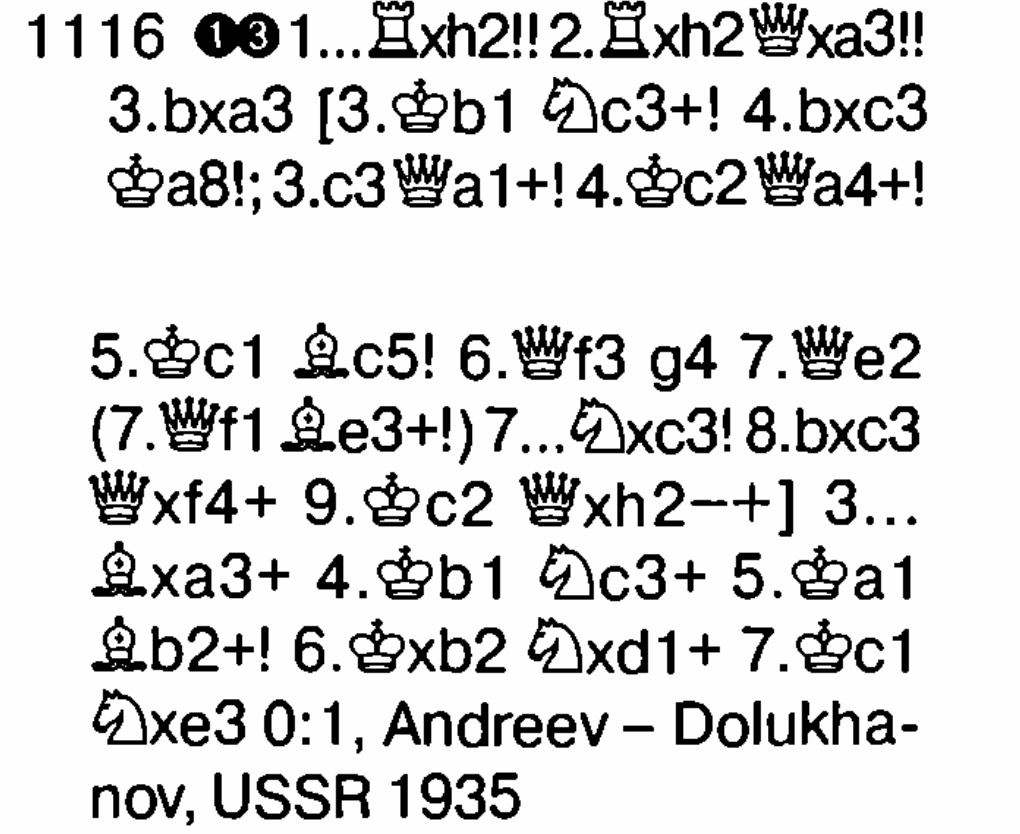 1116 ❶❸1...♖xh2!! 2.♖xh2♕xa3!!
3.bxa3 [3.♔b1 ♘c3+! 4.bxc3
♔a8!; 3.c3♕a1+! 4.♔c2♕a4+!
5.♔c1 ♗c5! 6.♕f3 g4 7.♕e2
(7.♕f1 ♗e3+!) 7...♘xc3! 8.bxc3
♕xf4+ 9.♔c2 ♕xh2−+] 3...
♗xa3+ 4.♔b1 ♘c3+ 5.♔a1
♗b2+! 6.♔xb2 ♘xd1+ 7.♔c1
♘xe3 0:1, Andreev – Dolukha-
nov, USSR 1935